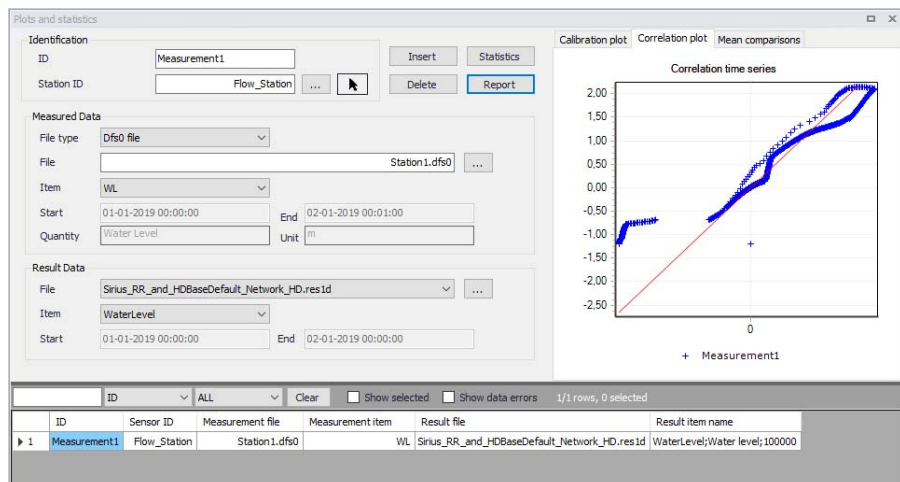 Plots and statistics
Identification
ID Measurement1 Insert Statistics
Station ID Flow_Station ... Delete Report
Measured Data
File type Dfs0 file
File Station1.dfs0 ...
Item WL
Start 01-01-2019 00:00:00 End 02-01-2019 00:01:00
Quantity Water Level Unit m
Result Data
File Sirius_RR_and_HDBaseDefault_Network_HD.res1d ...
Item WaterLevel
Start 01-01-2019 00:00:00 End 02-01-2019 00:00:00
Calibration plot Correlation plot Mean comparisons
Correlation time series
2,00
1,50
1,00
0,50
0,00
-0,50
-1,00
-1,50
-2,00
-2,50
0
+ Measurement1
ID ALL Clear Show selected Show data errors 1/1 rows, 0 selected
ID Sensor ID Measurement file Measurement item Result file Result item name
1 Measurement1 Flow_Station Station1.dfs0 WL Sirius_RR_and_HDBaseDefault_Network_HD.res1d WaterLevel;Water level;100000